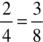 2/4 = 3/8